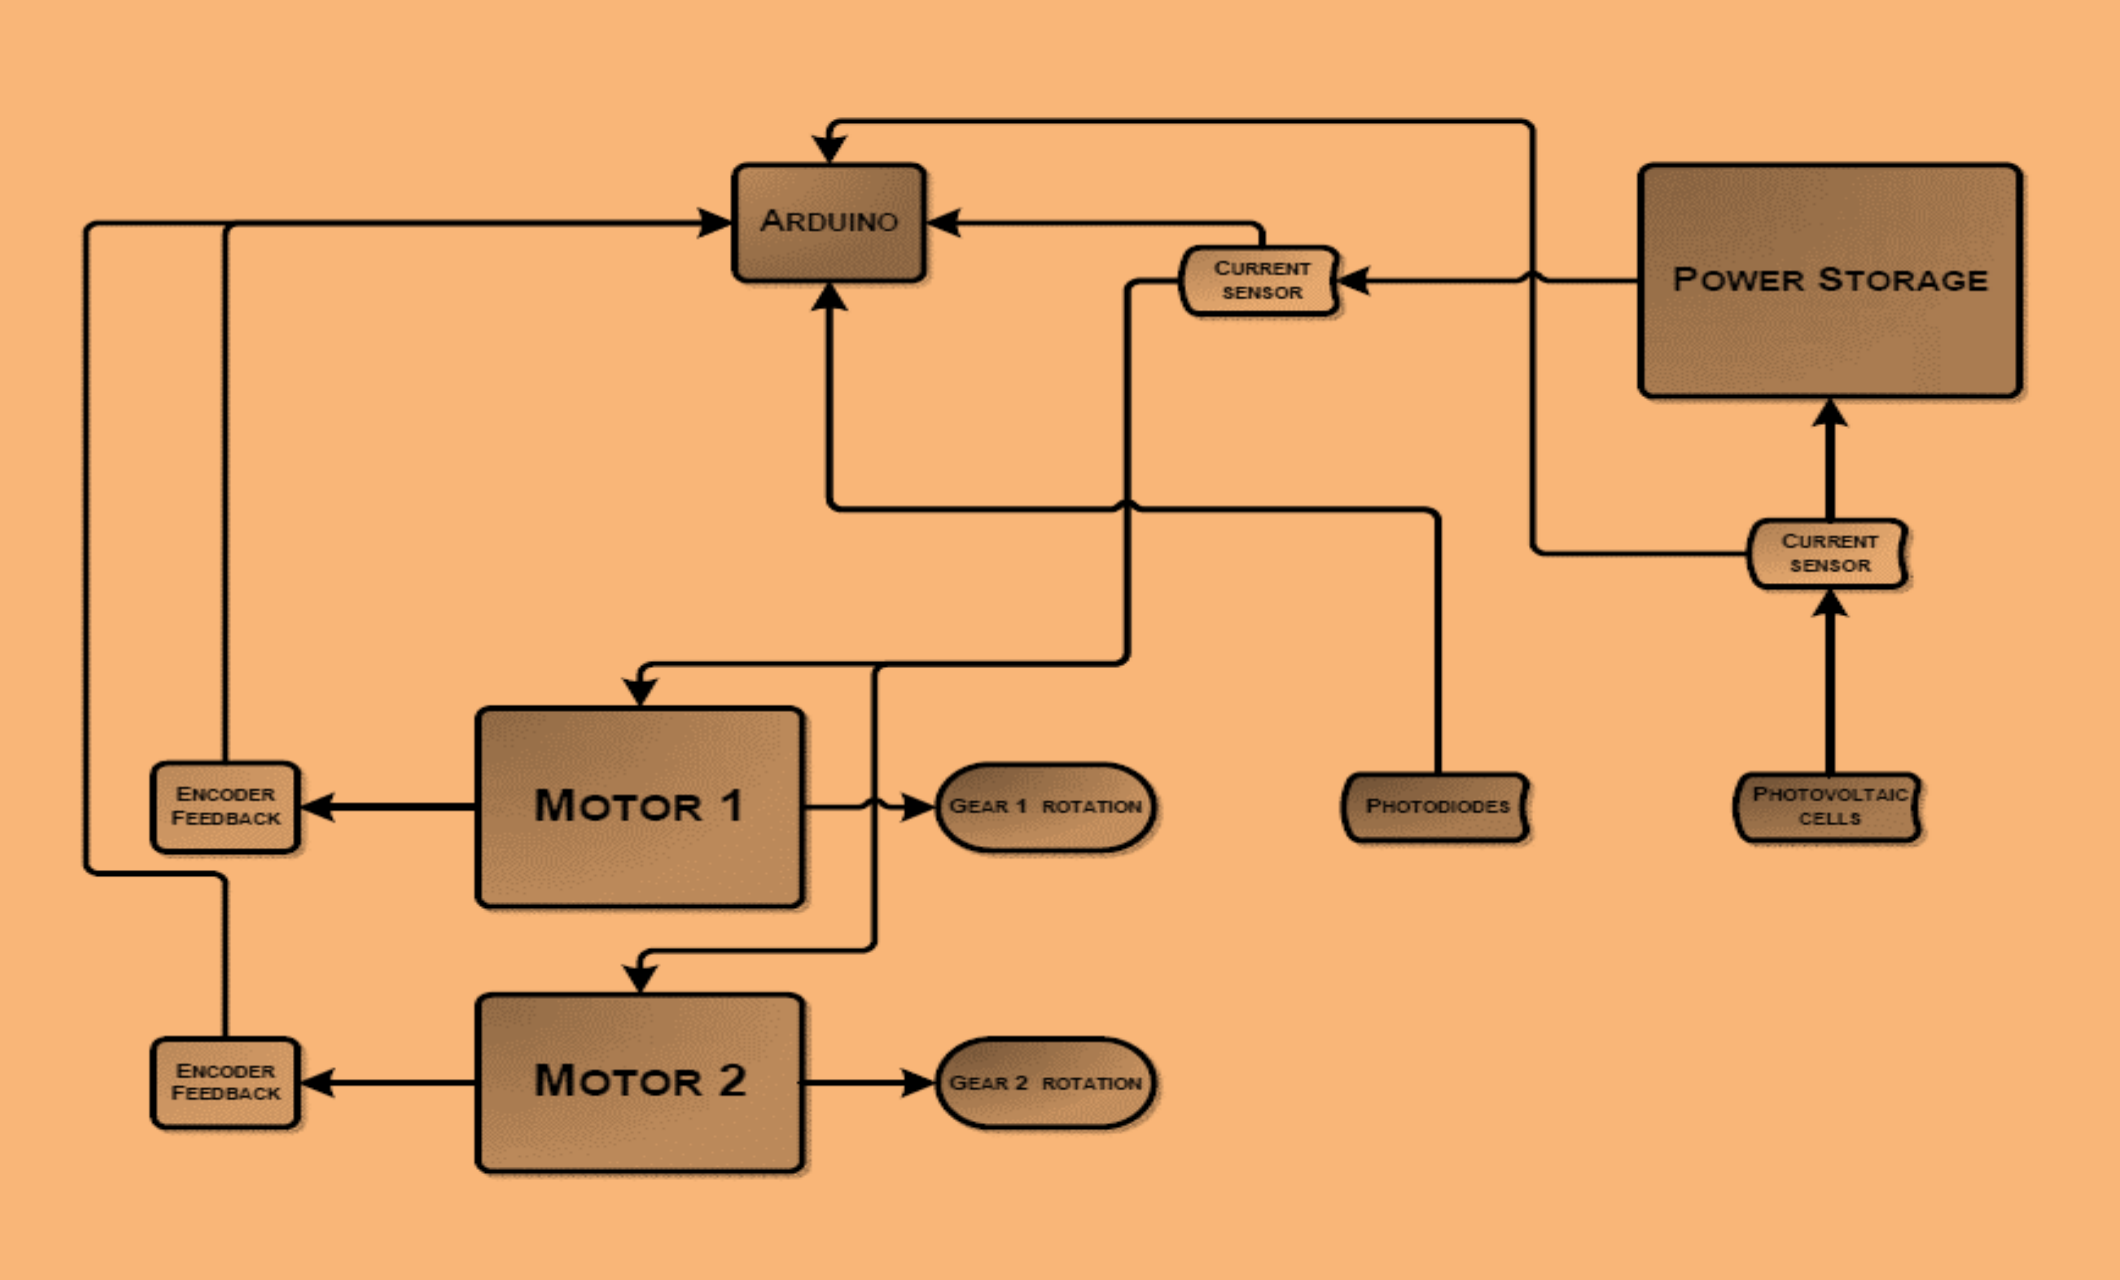 Arduino
Current
sensor
Power Storage
Current
sensor
Encoder
Feedback
Motor 1
Gear 1 rotation
Photodiodes
Photovoltaic
cells
Encoder
Feedback
Motor 2
Gear 2 rotation